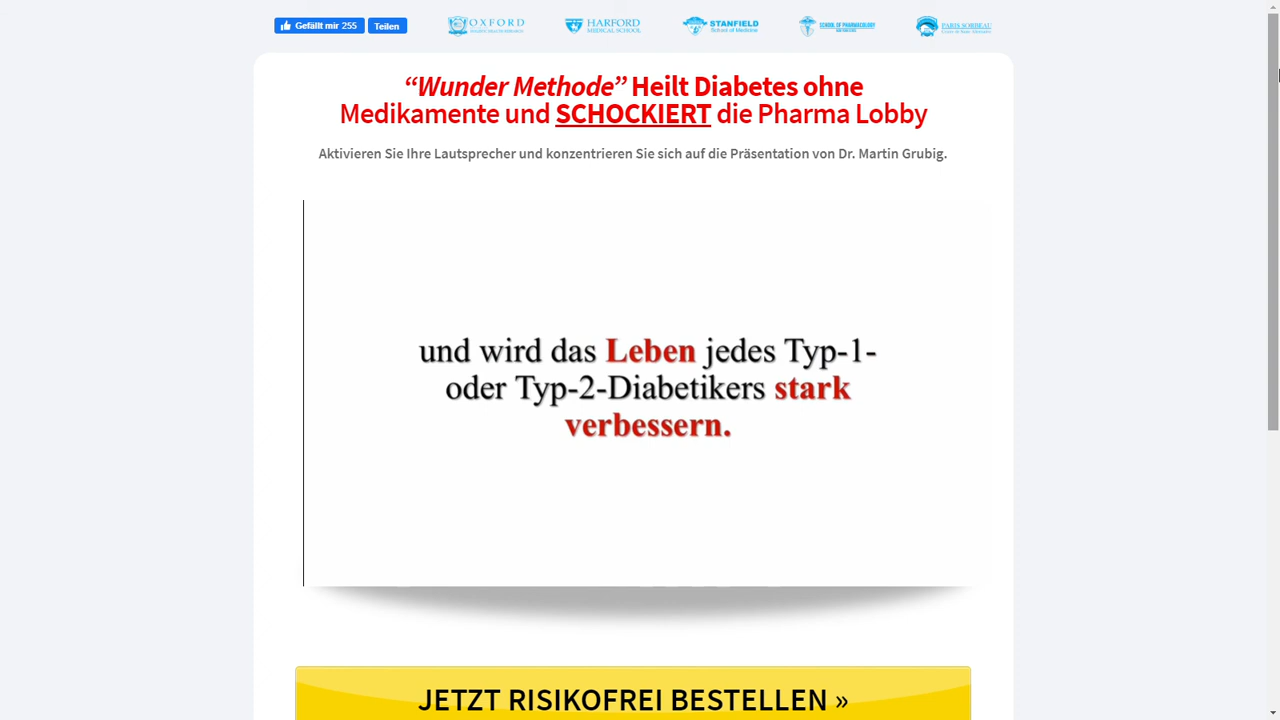 Gefällt mir 255 Teilen
OXFORD
HARFORD
MEDICAL SCHOOL
STANFIELD
School of Medicine
SCHOOL OF PHARMACOLOGY
PARIS SORBEAU
“Wunder Methode” Heilt Diabetes ohne
Medikamente und SCHOCKIERT die Pharma Lobby
Aktivieren Sie Ihre Lautsprecher und konzentrieren Sie sich auf die Präsentation von Dr. Martin Grubig.
und wird das Leben jedes Typ-1-
oder Typ-2-Diabetikers stark
verbessern.
JETZT RISIKOFREI BESTELLEN »